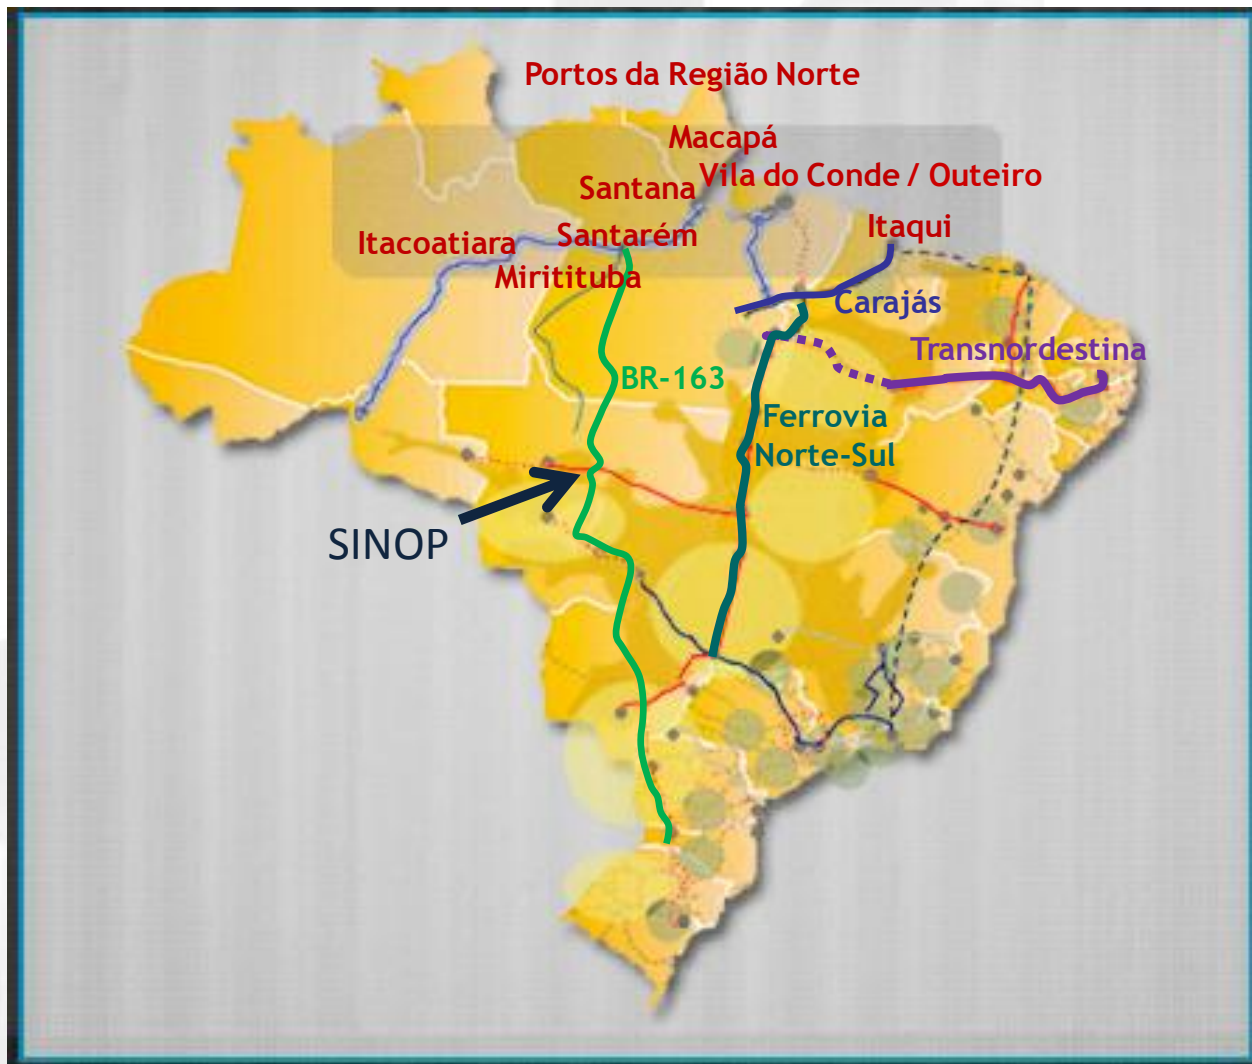 Portos da Região Norte
Macapá
Vila do Conde / Outeiro
Santana
Itaqui
Santarém
Itacoatiara
Miritituba
Carajás
Transnordestina
BR-163
Ferrovia
Norte-Sul
SINOP